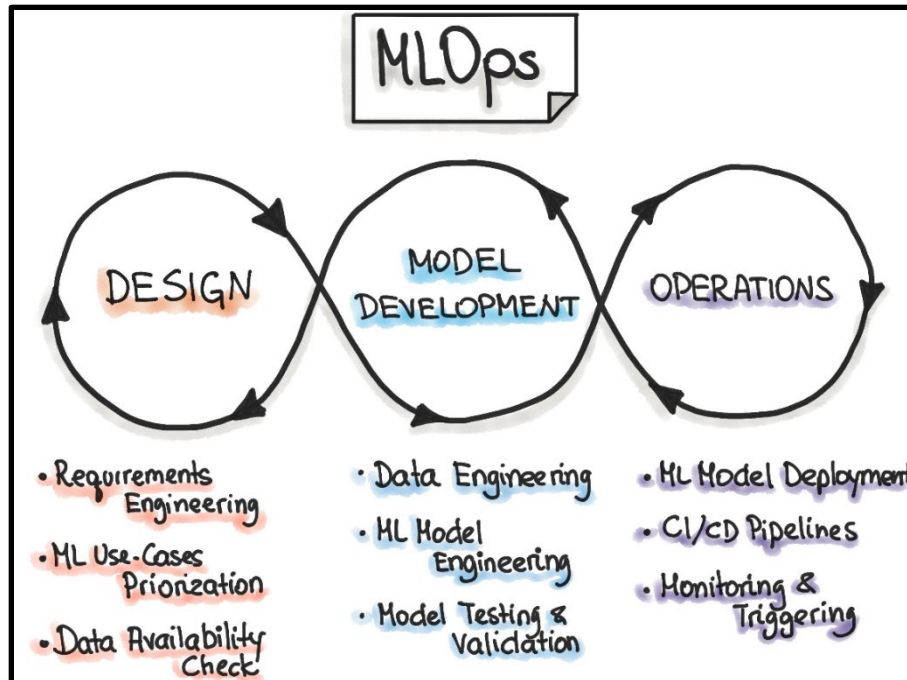 MLOps
DESIGN
MODEL
DEVELOPMENT
OPERATIONS
• Requirements
Engineering
• ML Use-Cases
Priorization
• Data Availability
Check
• Data Engineering
• ML Model
Engineering
• Model Testing &
Validation
• ML Model Deployment
• CI/CD Pipelines
• Monitoring &
Triggering